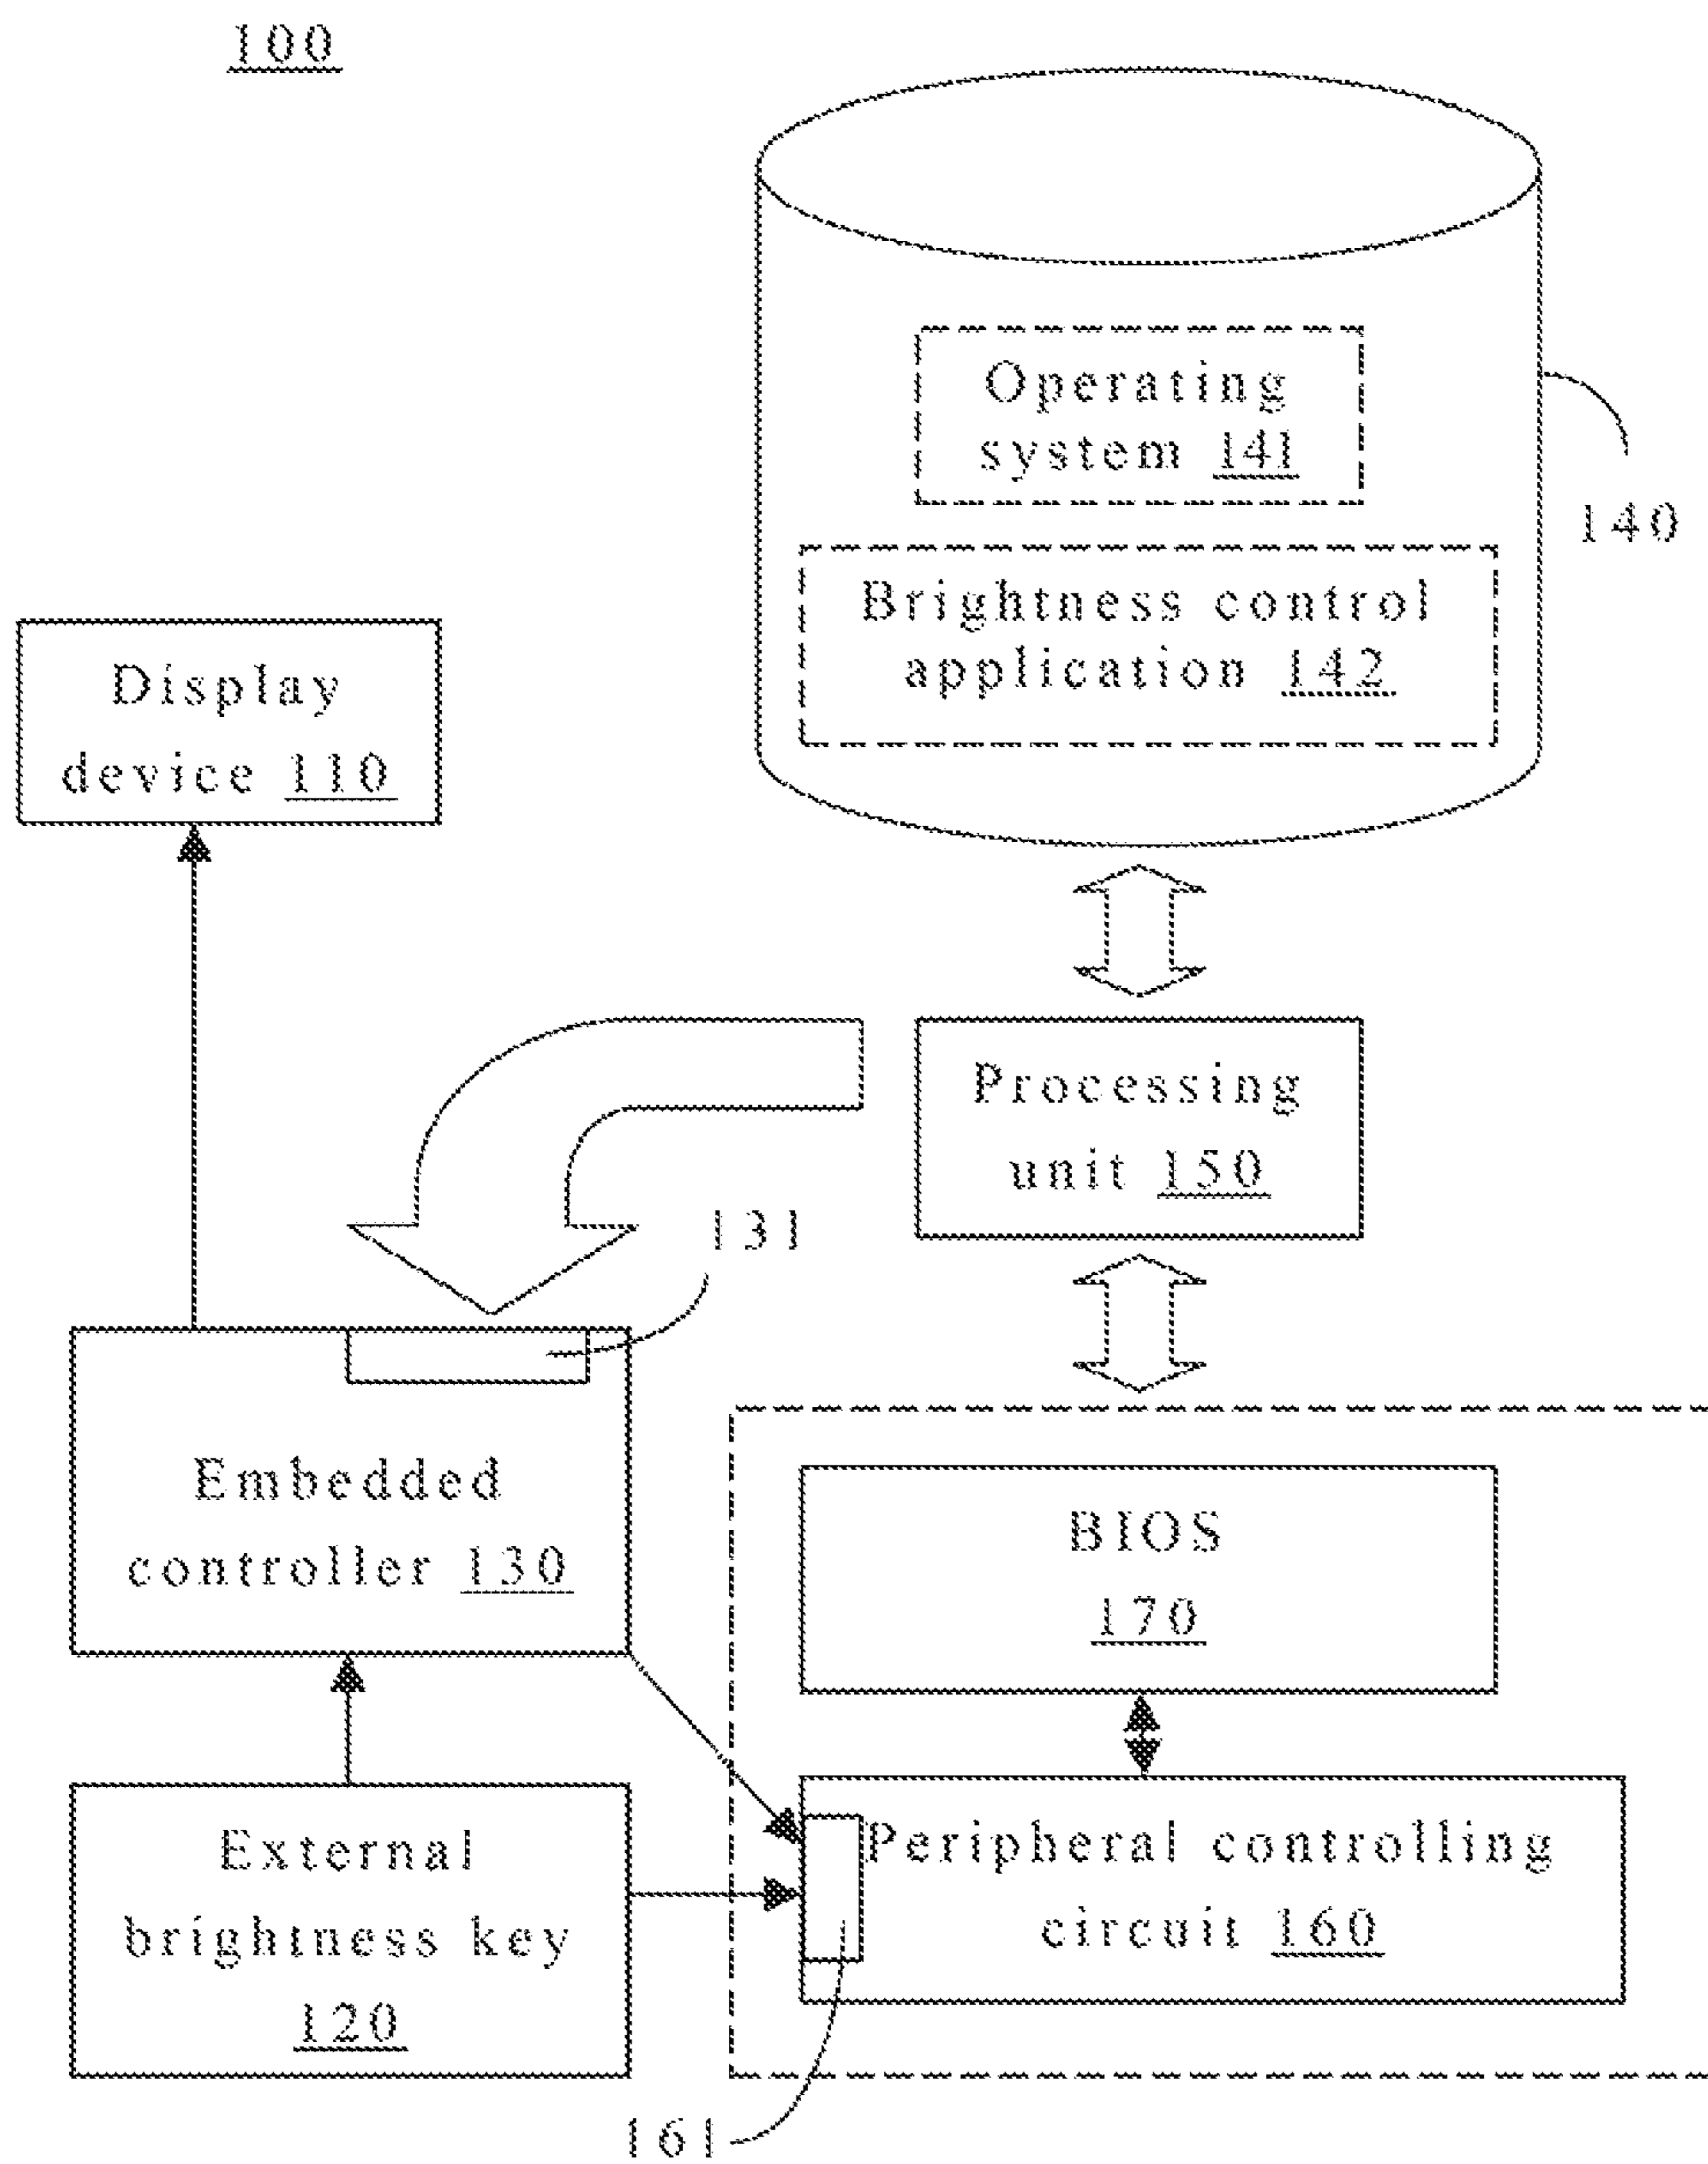 100
Operating
system 141
140
Brightness control
application 142
Display
device 110
Processing
unit 150
131
Embedded
controller 130
BIOS
170
External
brightness key
120
Peripheral controlling
circuit 160
161